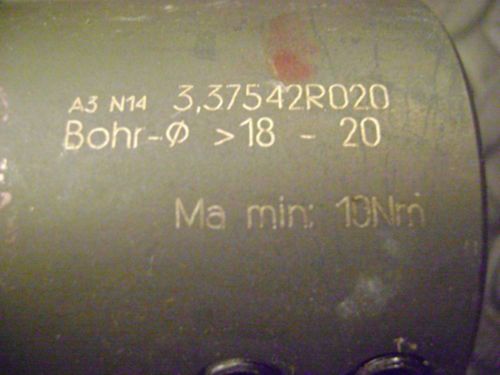 A3 N14 3,37542R020
Bohr-Ø >18 - 20
Ma min: 10Nm